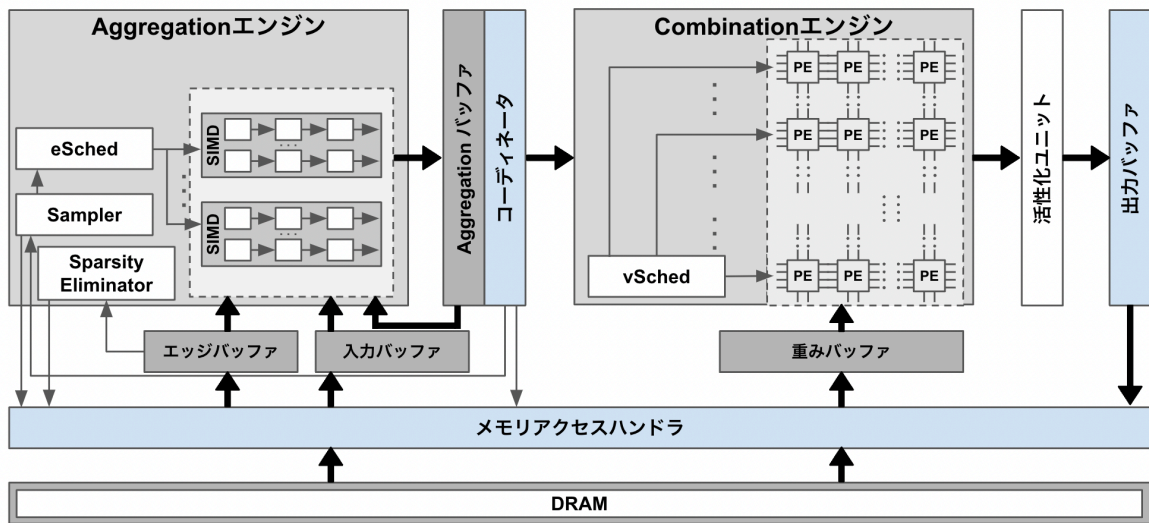 Aggregationエンジン
eSched
Sampler
Sparsity
Eliminator
SIMD
SIMD
Aggregation バッファ
コーディネータ
Combinationエンジン
PE PE PE
PE PE PE
PE PE PE
vSched
活性化ユニット
出力バッファ
エッジバッファ
入力バッファ
重みバッファ
メモリアクセスハンドラ
DRAM